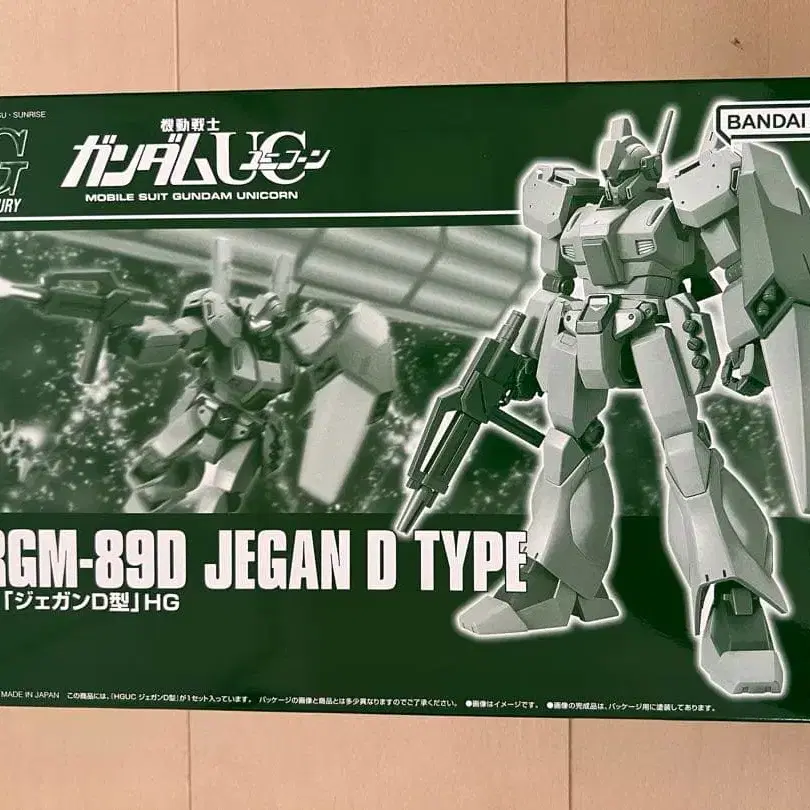 SU・SUNRISE
G
URY
機動戦士
ガンダムUC
ユニコーン
MOBILE SUIT GUNDAM UNICORN
BANDAI
RGM-89D JEGAN D TYPE
「ジェガンD型」HG
MADE IN JAPAN この商品には、「HGUC ジェガンD型」が1セット入っています。 パッケージの画像と商品とは多少異なりますのでご了承ください。 ●画像はイメージです。 ●画像の完成品は、パッケージ用に塗装してあります。